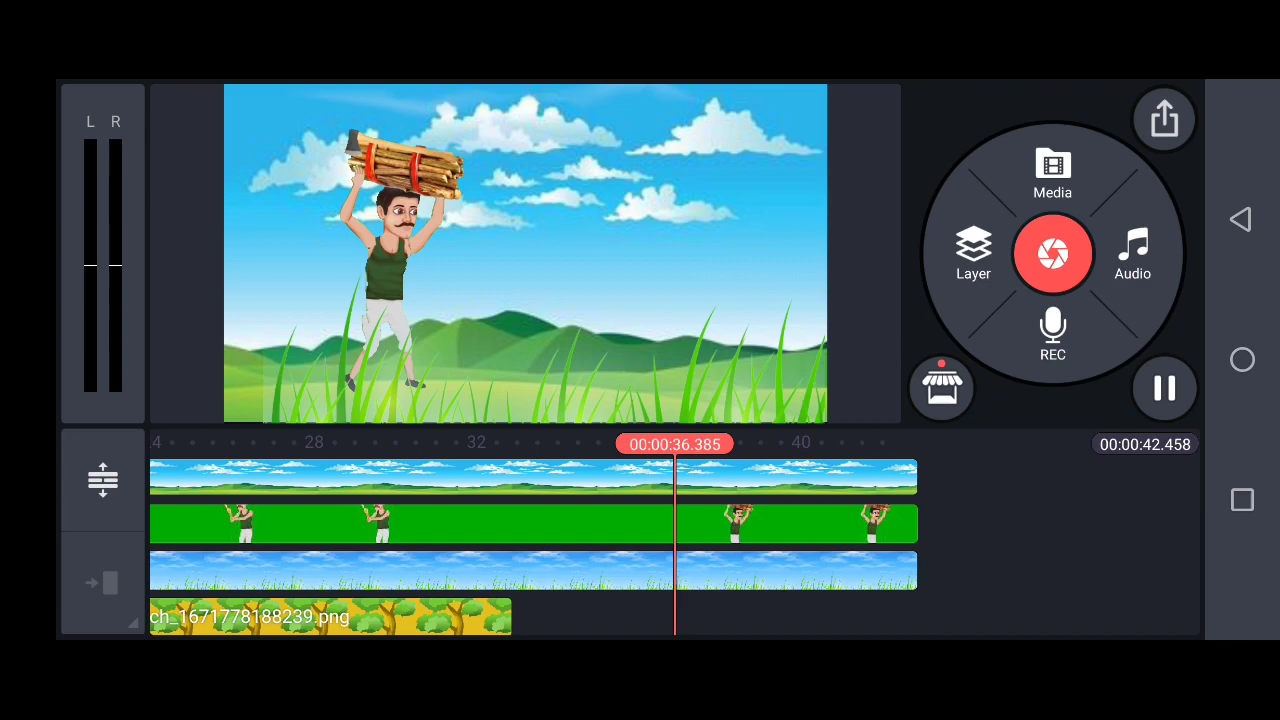 L R
Media
Layer
Audio
REC
4 28 32 00:00:36.385 40 00:00:42.458
ch_1671778188239.png